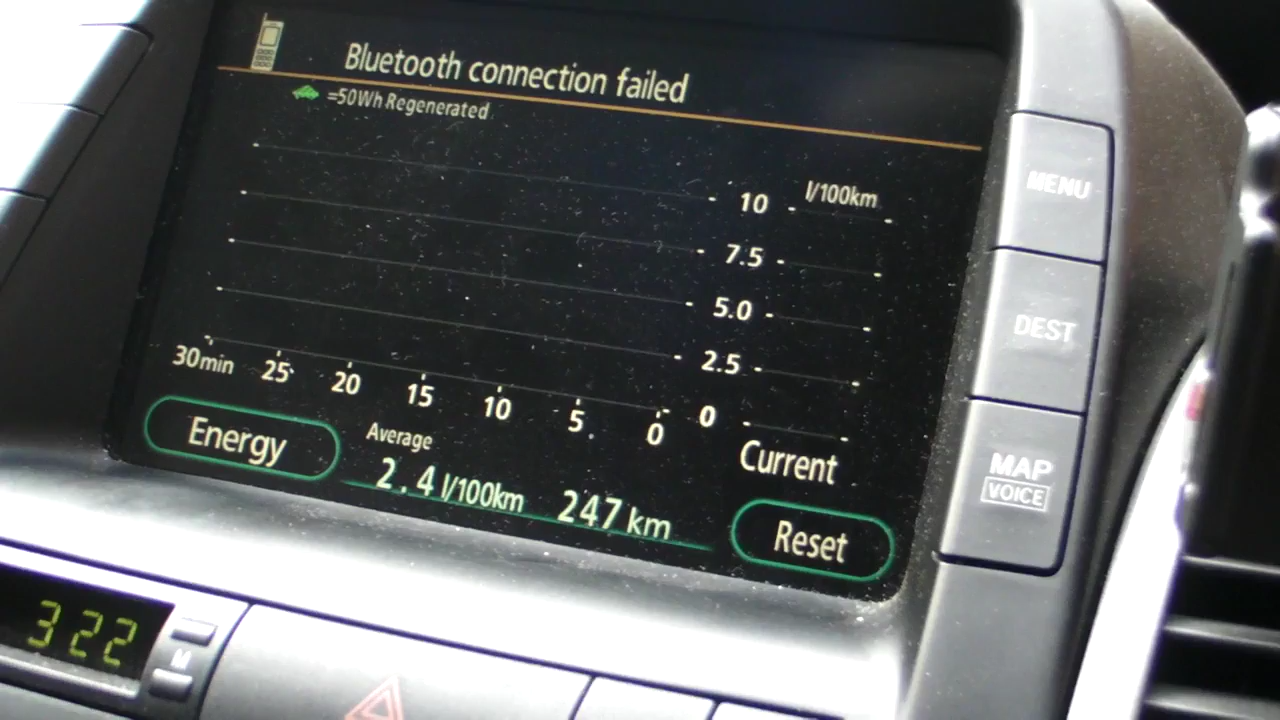 Bluetooth connection failed
=50Wh Regenerated
l/100km
10
7.5
5.0
2.5
0
30min 25 20 15 10 5 0
Current
Energy
Average
2.4 l/100km 247 km
Reset
MENU
DEST
MAP
VOICE
322
M